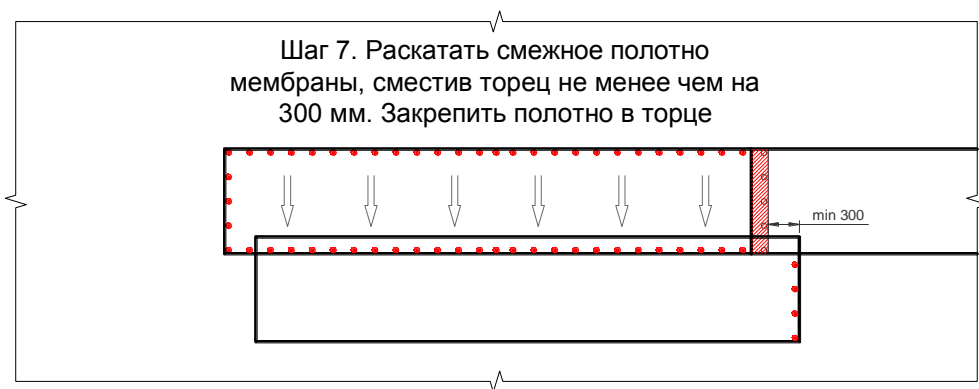 Шаг 7. Раскатать смежное полотно
мембраны, сместив торец не менее чем на
300 мм. Закрепить полотно в торце
min 300